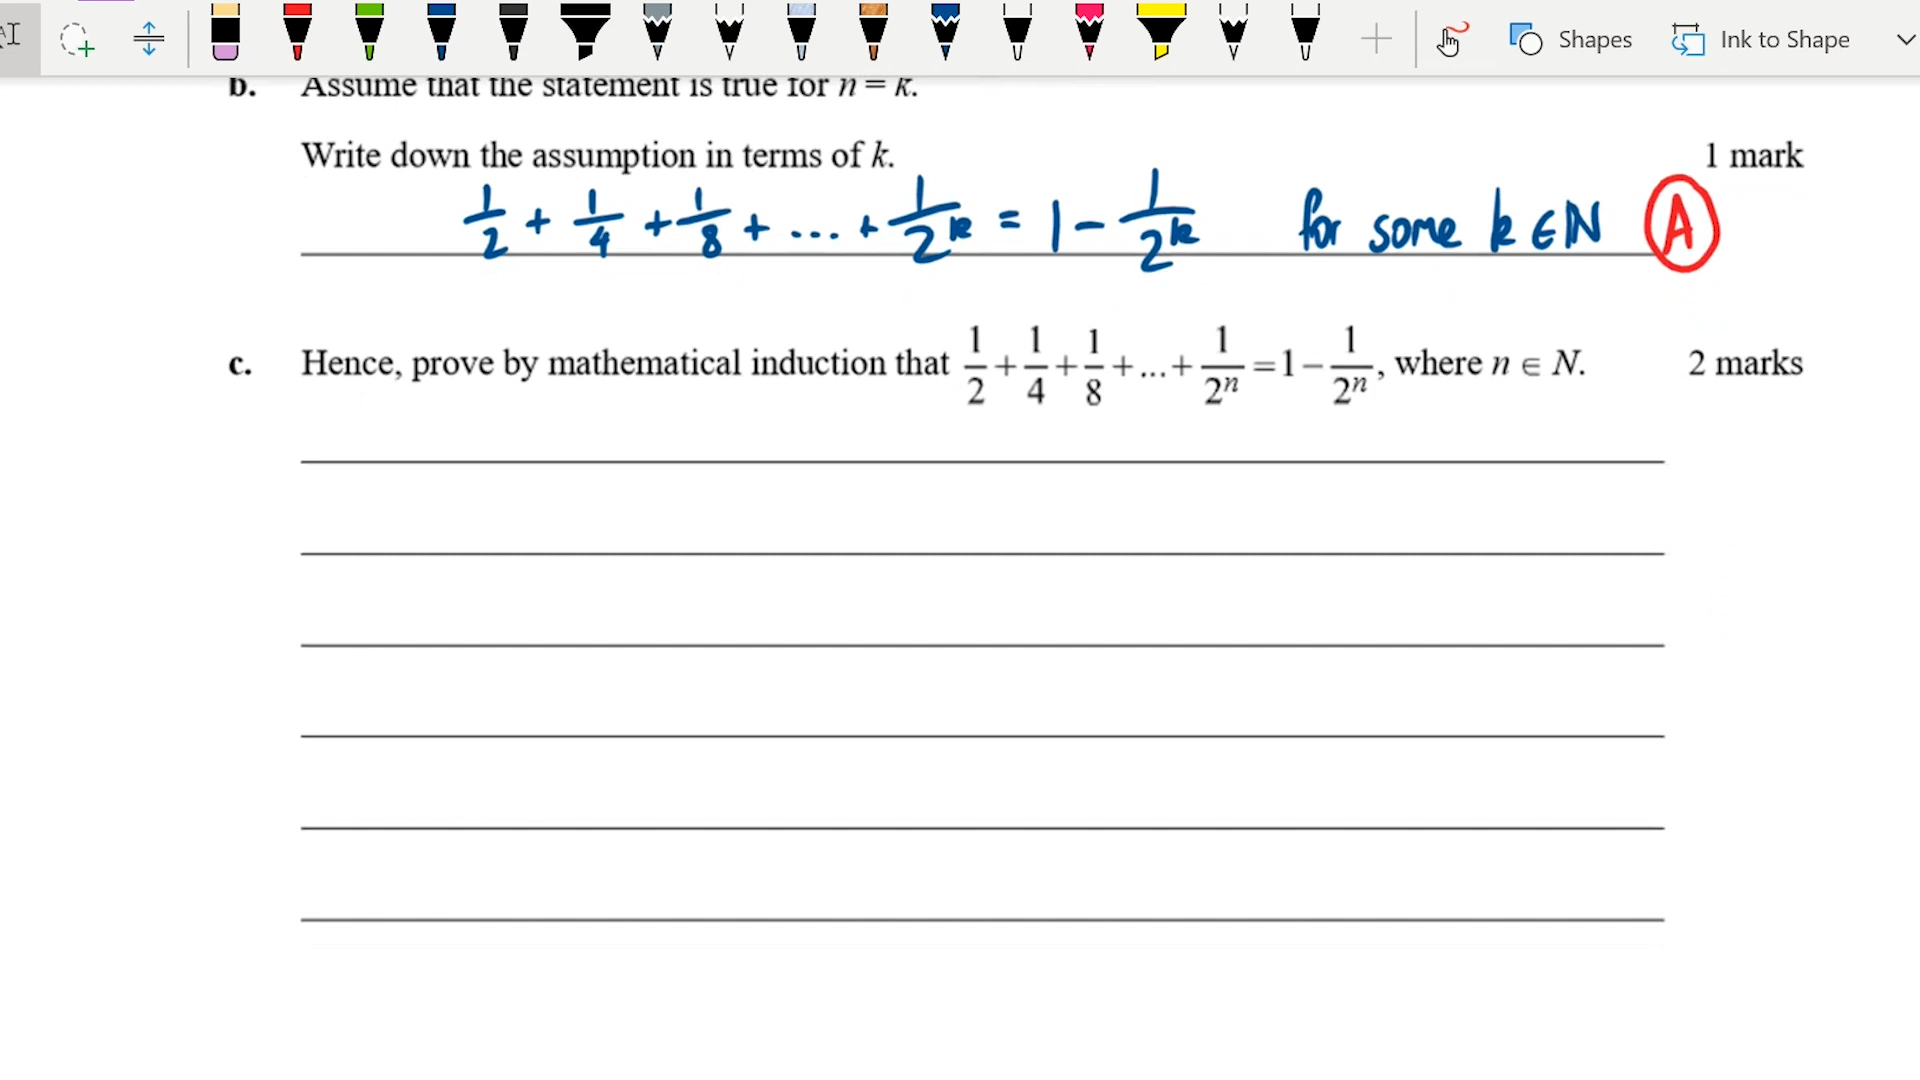 Shapes Ink to Shape
b. Assume that the statement is true for n = k.
Write down the assumption in terms of k. 1 mark
1/2 + 1/4 + 1/8 + ... + 1/2^k = 1 - 1/2^k for some k ∈ ℕ A
c. Hence, prove by mathematical induction that 1/2 + 1/4 + 1/8 + ... + 1/2^n = 1 - 1/2^n, where n ∈ N. 2 marks